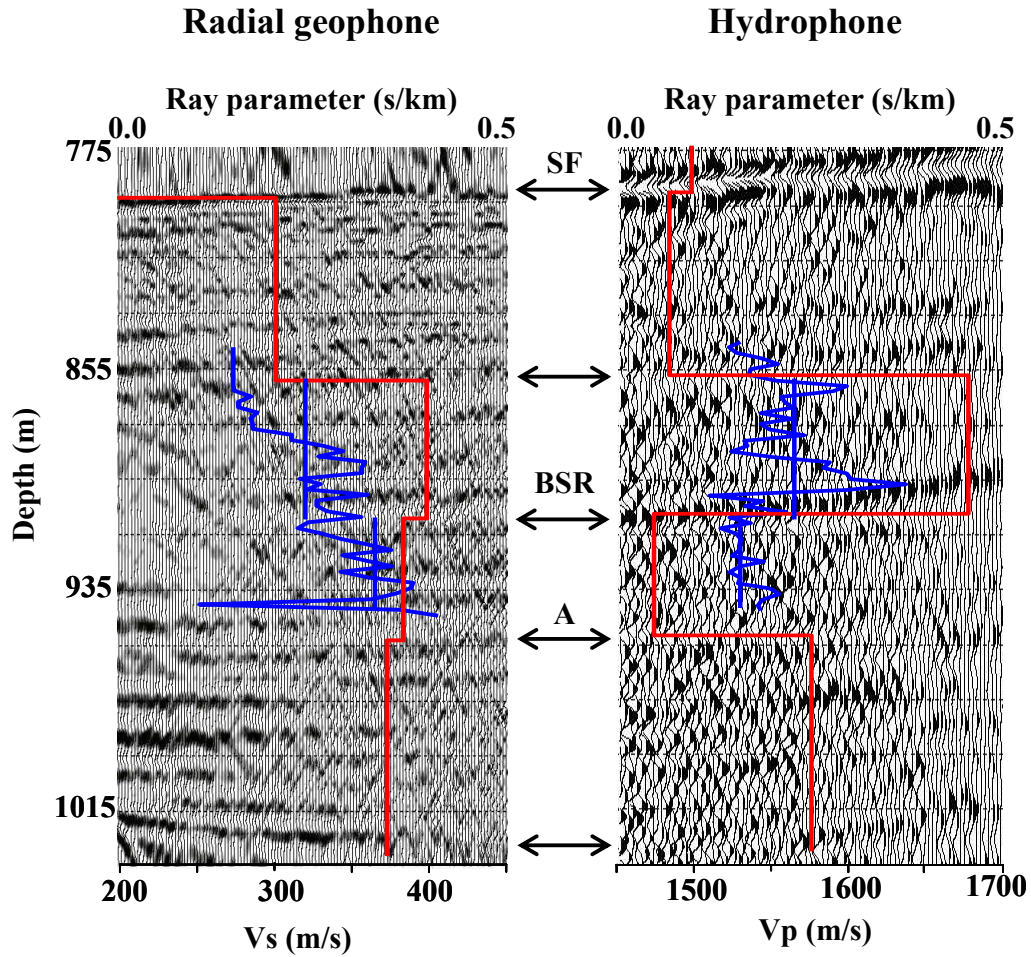 Radial geophone
Hydrophone
Ray parameter (s/km)
Ray parameter (s/km)
0.0
0.5
0.0
0.5
775
SF
855
BSR
Depth (m)
935
A
1015
200
300
400
1500
1600
1700
Vs (m/s)
Vp (m/s)